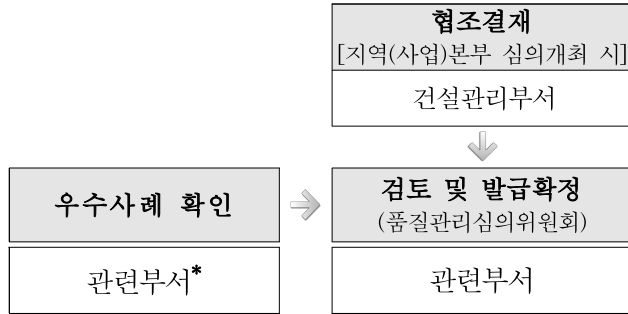 협조결재
[지역(사업)본부 심의개최 시]
건설관리부서
우수사례 확인
관련부서*
검토 및 발급확정
(품질관리심의위원회)
관련부서